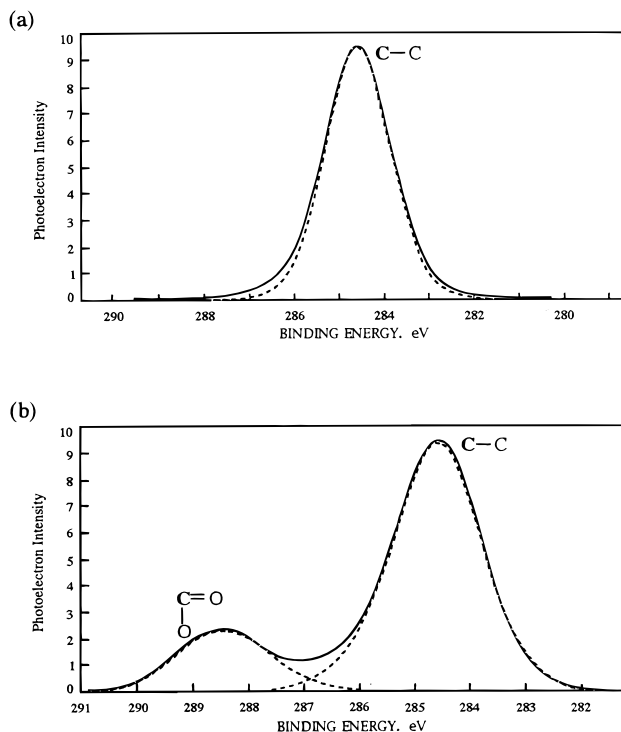 (a)
Photoelectron Intensity
10
9
8
7
6
5
4
3
2
1
0
C–C
290 288 286 284 282 280
BINDING ENERGY. eV
(b)
Photoelectron Intensity
10
9
8
7
6
5
4
3
2
1
0
C=O
O
C–C
291 290 289 288 287 286 285 284 283 282
BINDING ENERGY. eV